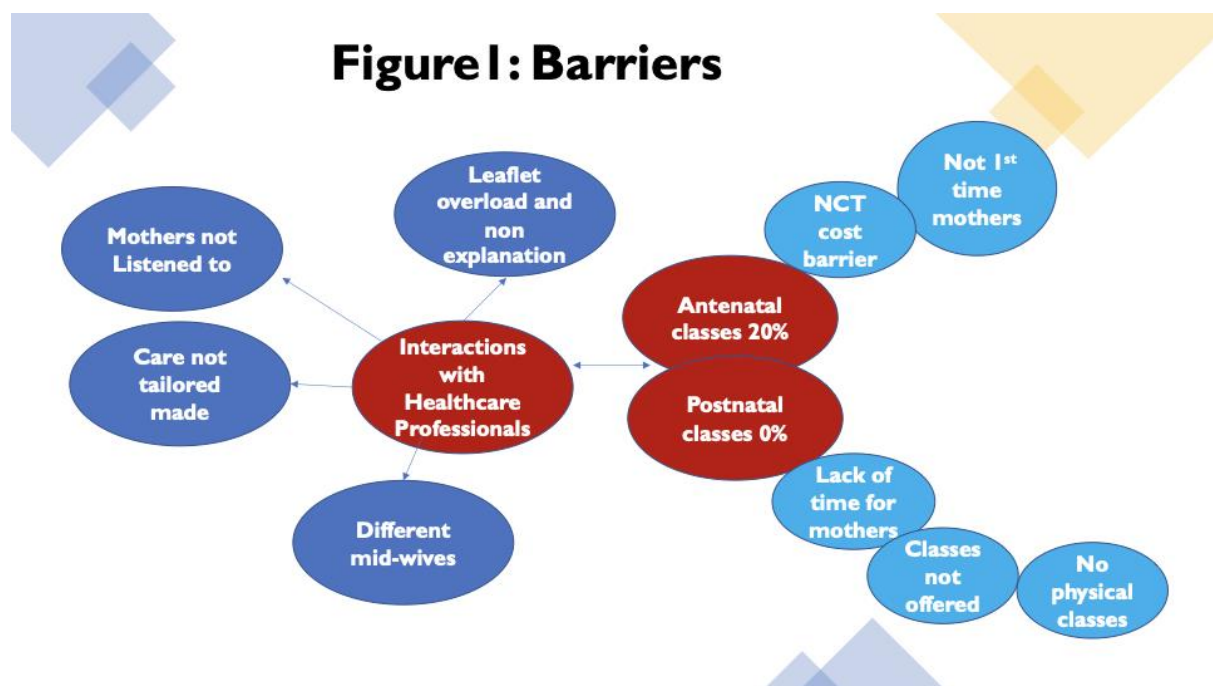 Figure1: Barriers
Leaflet
overload and
non
explanation
Mothers not
Listened to
Care not
tailored
made
Interactions
with
Healthcare
Professionals
Different
mid-wives
Not 1st
time
mothers
NCT
cost
barrier
Antenatal
classes 20%
Postnatal
classes 0%
Lack of
time for
mothers
Classes
not
offered
No
physical
classes